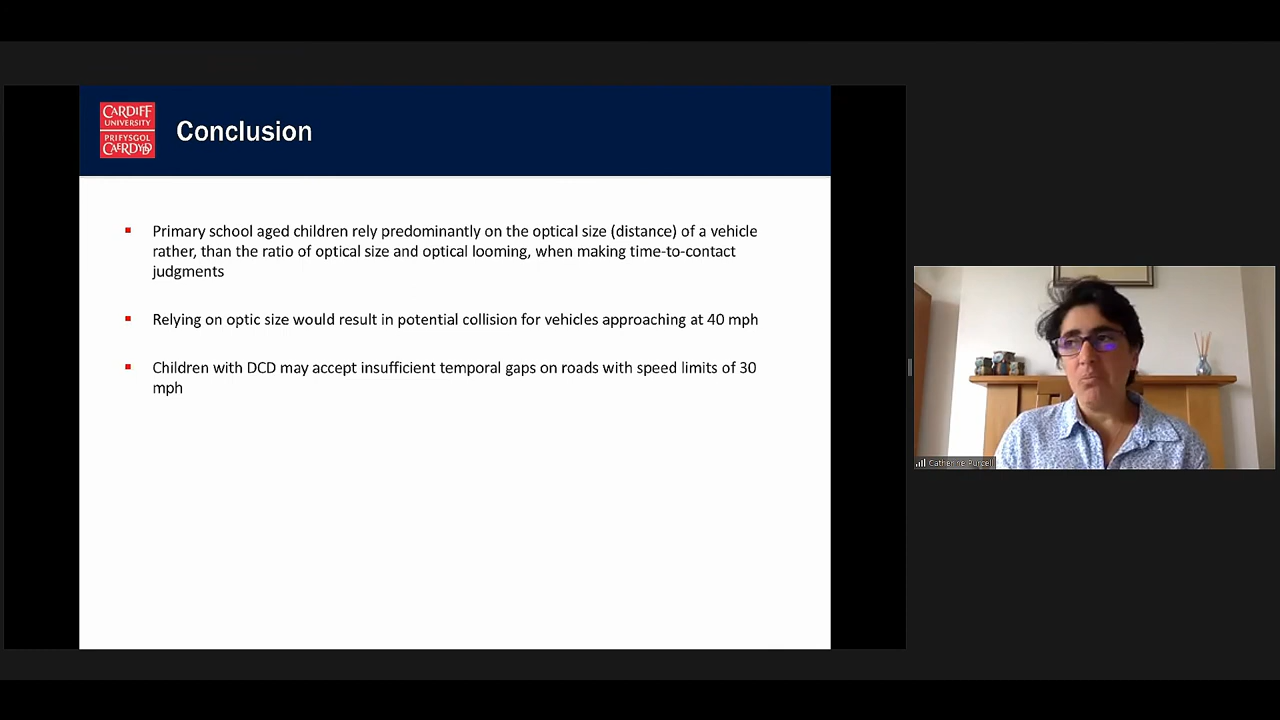 CARDIFF
UNIVERSITY
PRIFYSGOL
CAERDYDD
Conclusion
Primary school aged children rely predominantly on the optical size (distance) of a vehicle
rather, than the ratio of optical size and optical looming, when making time-to-contact
judgments
Relying on optic size would result in potential collision for vehicles approaching at 40 mph
Children with DCD may accept insufficient temporal gaps on roads with speed limits of 30
mph
Catherine Purcell